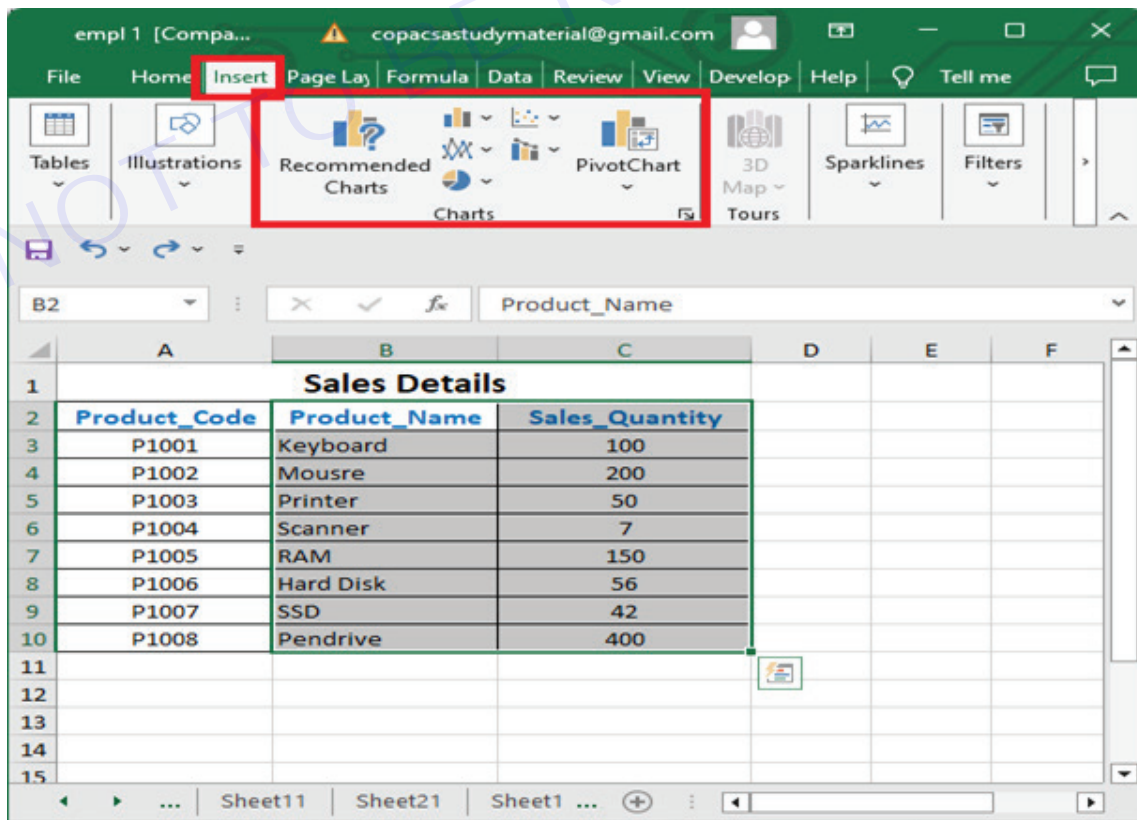 empl 1 [Compa... copacsastudymaterial@gmail.com
File Home Insert Page Lay Formula Data Review View Develop Help Tell me
Tables Illustrations Recommended Charts PivotChart 3D Map Sparklines Filters
Charts Tours
B2 fx Product_Name
A B C D E F
1 Sales Details
2 Product_Code Product_Name Sales_Quantity
3 P1001 Keyboard 100
4 P1002 Mousre 200
5 P1003 Printer 50
6 P1004 Scanner 7
7 P1005 RAM 150
8 P1006 Hard Disk 56
9 P1007 SSD 42
10 P1008 Pendrive 400
11
12
13
14
15
... Sheet11 Sheet21 Sheet1 ...
NOT TO BE